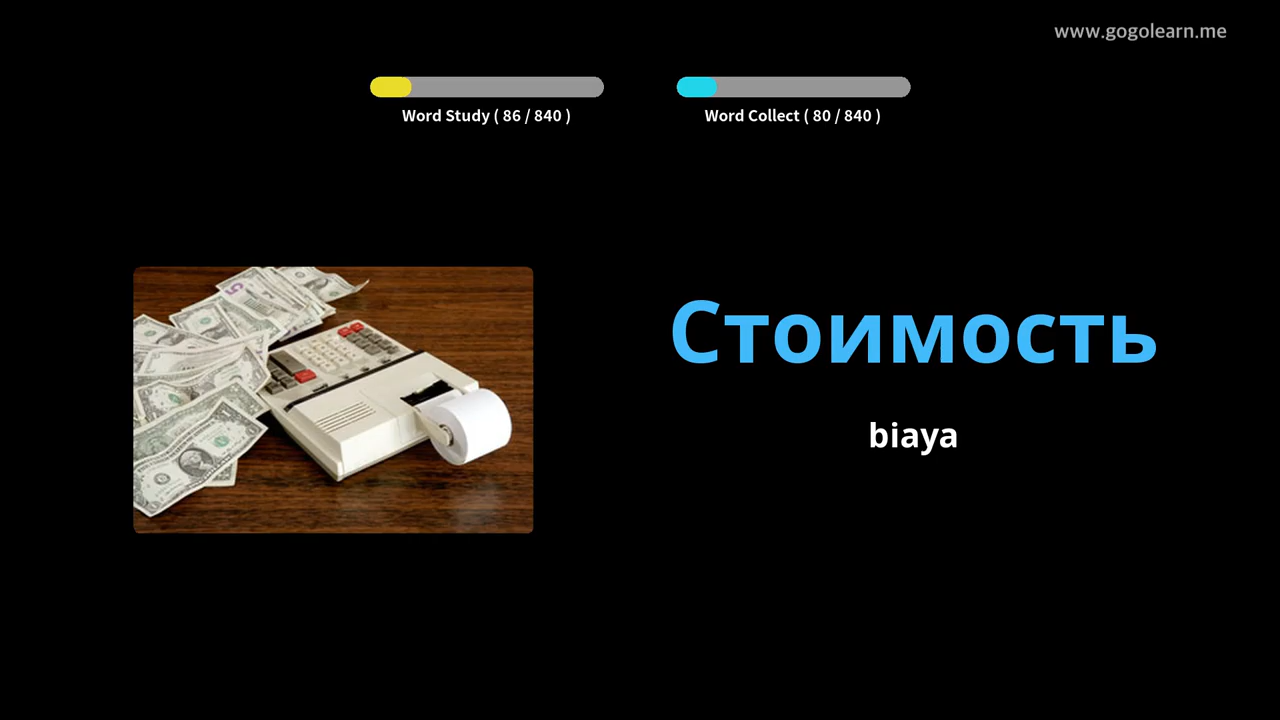 www.gogolearn.me
Word Study ( 86 / 840 )
Word Collect ( 80 / 840 )
Стоимость
biaya